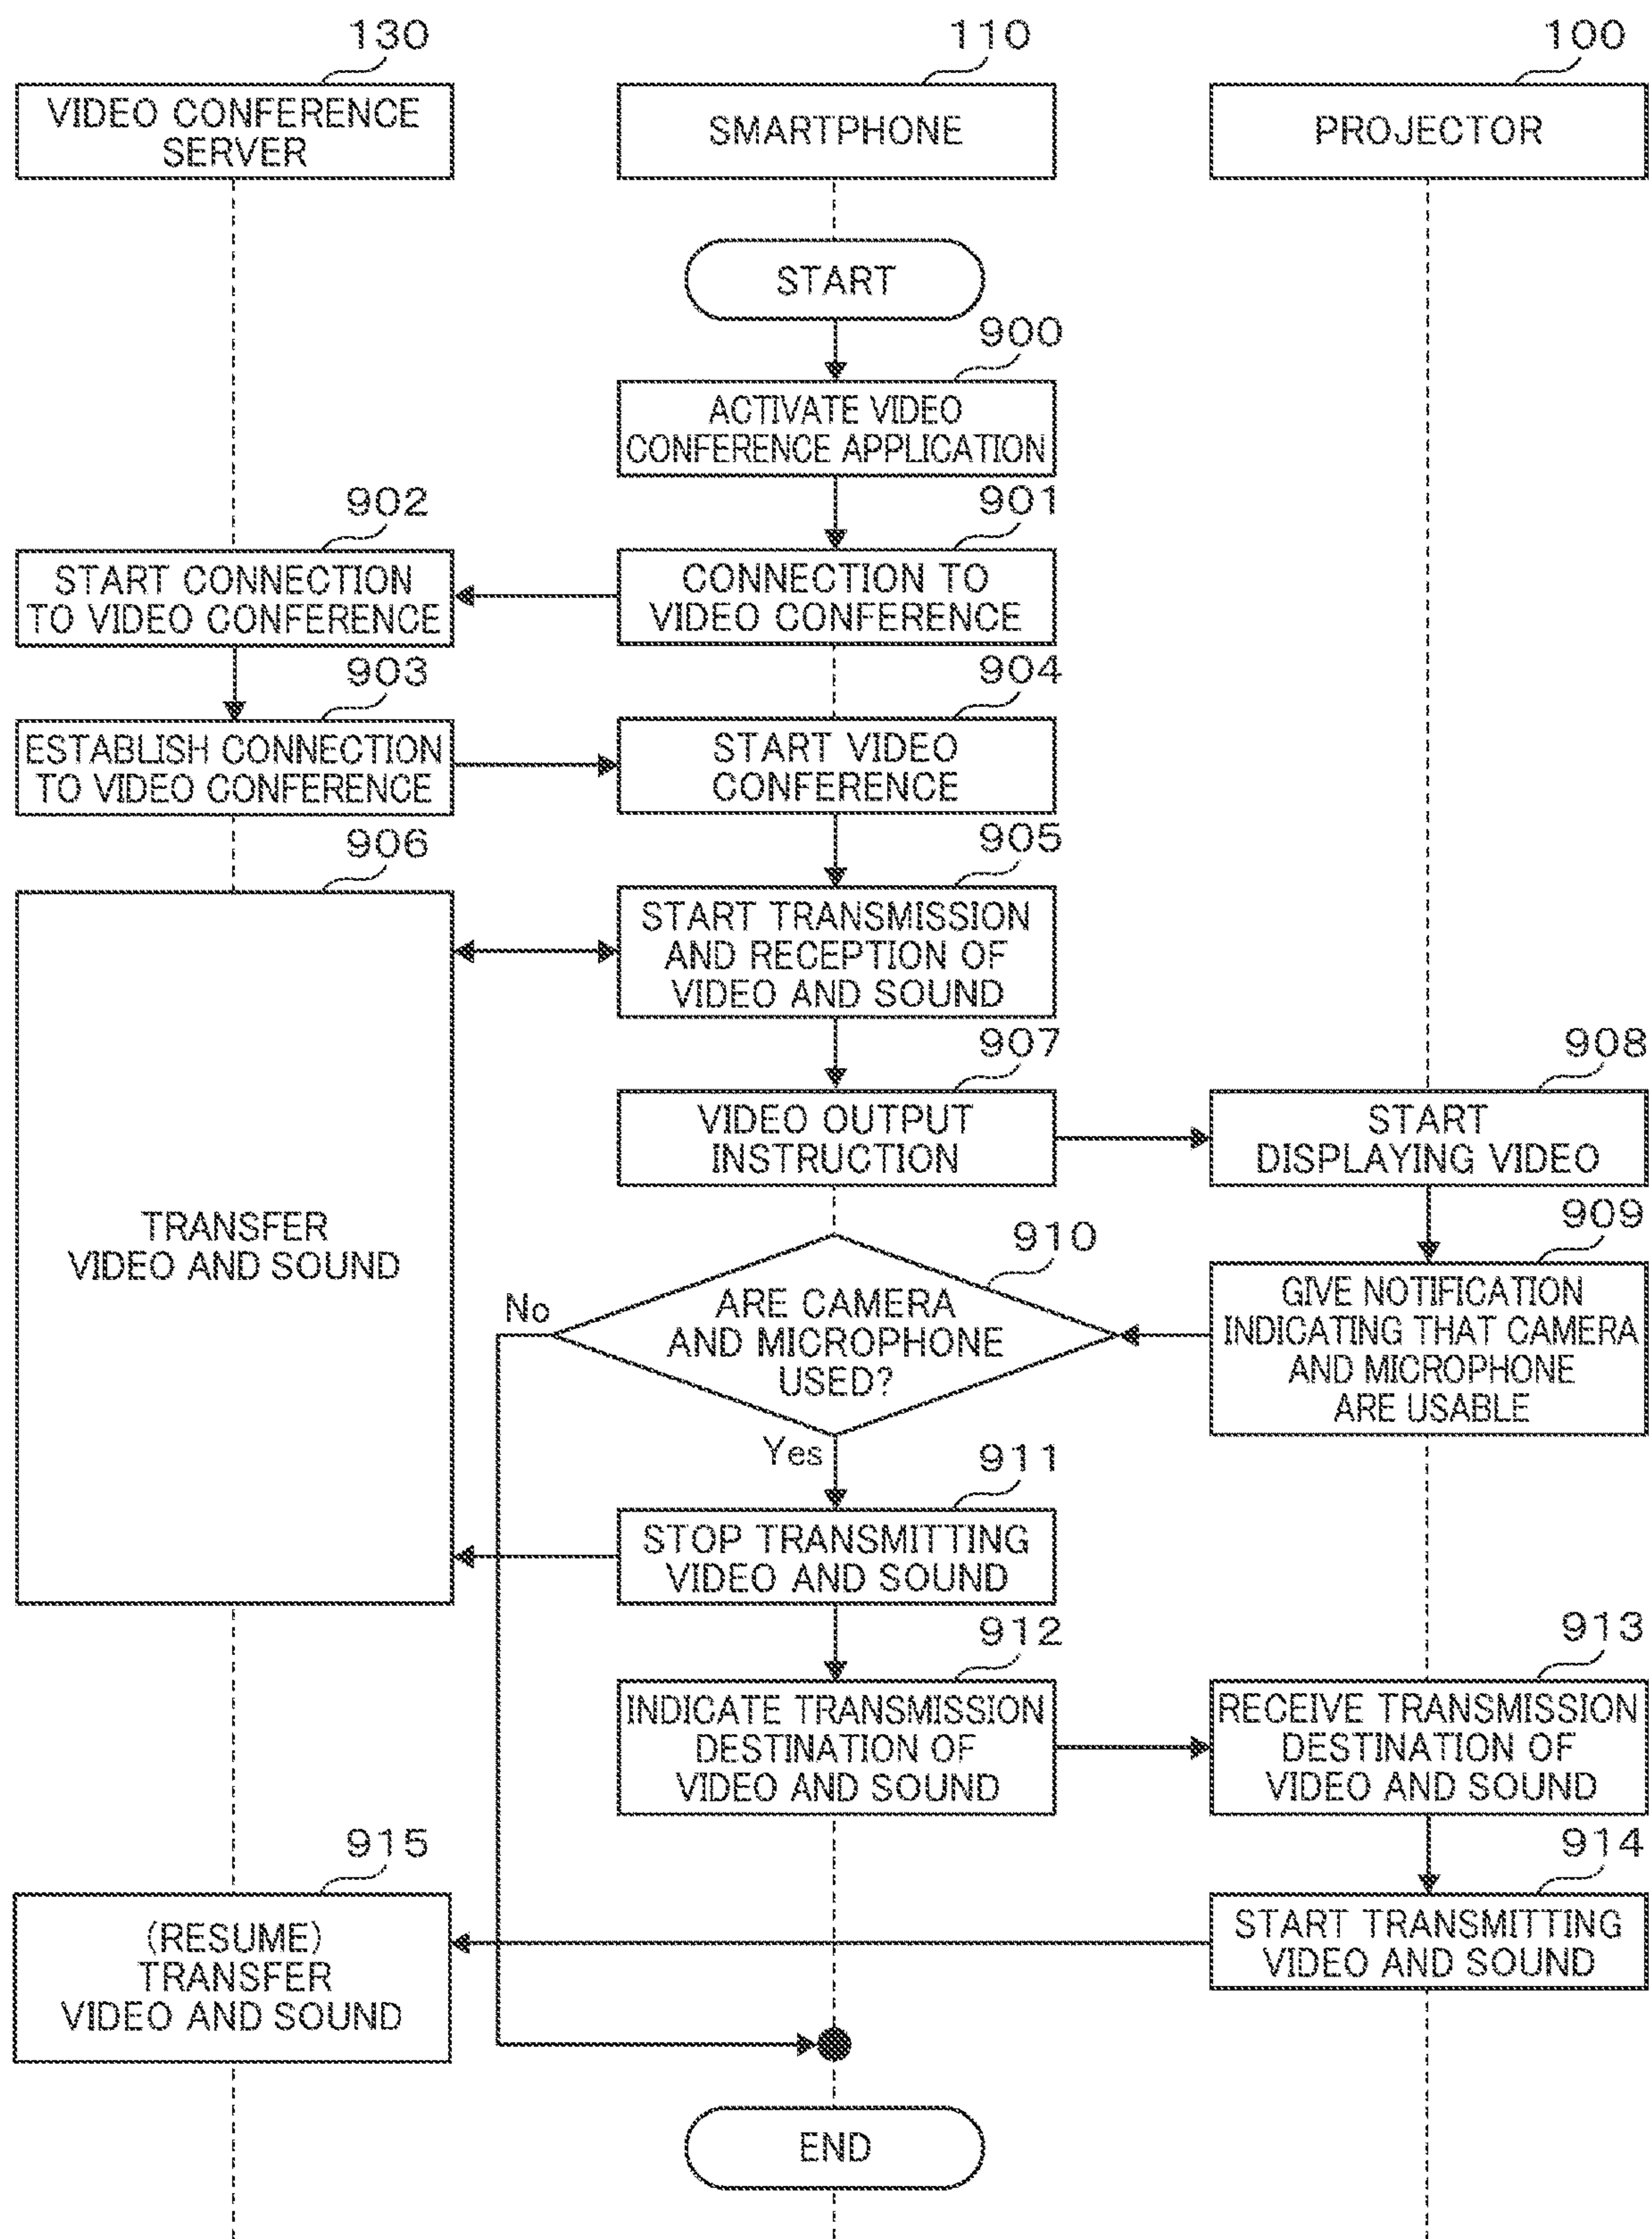 130
110
100
VIDEO CONFERENCE
SERVER
SMARTPHONE
PROJECTOR
START
900
ACTIVATE VIDEO
CONFERENCE APPLICATION
902
901
START CONNECTION
TO VIDEO CONFERENCE
CONNECTION TO
VIDEO CONFERENCE
903
904
ESTABLISH CONNECTION
TO VIDEO CONFERENCE
START VIDEO
CONFERENCE
906
905
START TRANSMISSION
AND RECEPTION OF
VIDEO AND SOUND
907
908
VIDEO OUTPUT
INSTRUCTION
START
DISPLAYING VIDEO
TRANSFER
VIDEO AND SOUND
910
909
No
ARE CAMERA
AND MICROPHONE
USED?
GIVE NOTIFICATION
INDICATING THAT CAMERA
AND MICROPHONE
ARE USABLE
Yes
911
STOP TRANSMITTING
VIDEO AND SOUND
912
913
INDICATE TRANSMISSION
DESTINATION OF
VIDEO AND SOUND
RECEIVE TRANSMISSION
DESTINATION OF
VIDEO AND SOUND
915
914
(RESUME)
TRANSFER
VIDEO AND SOUND
START TRANSMITTING
VIDEO AND SOUND
END